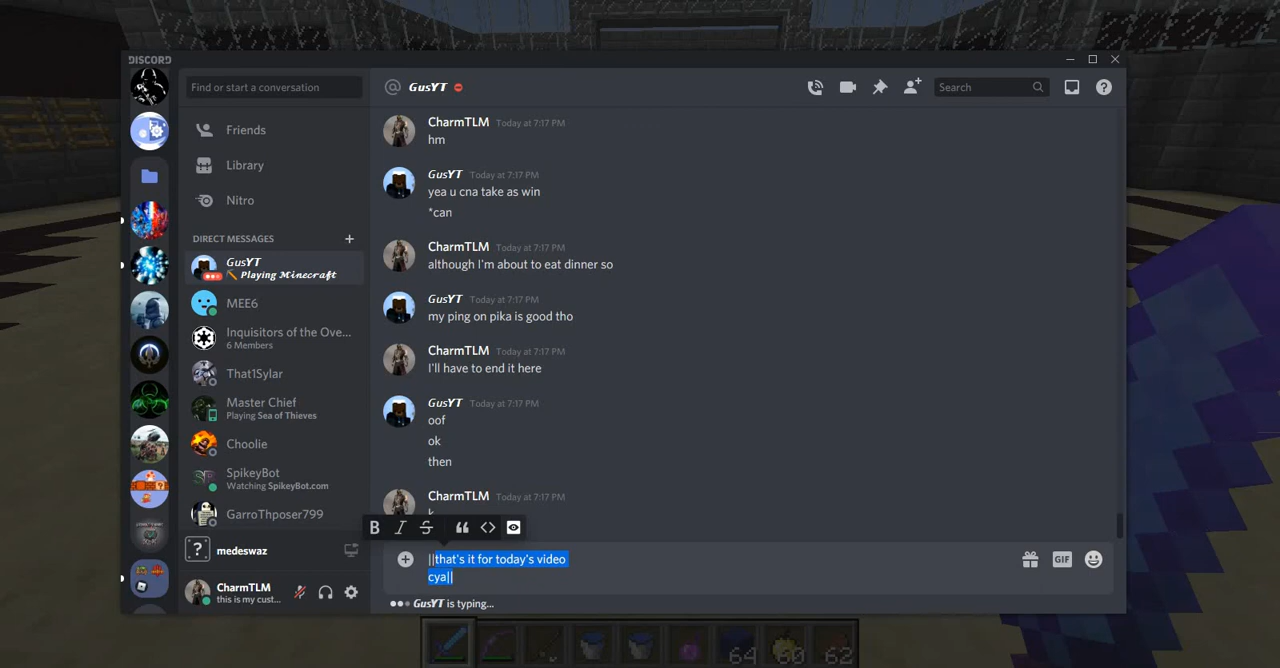 DISCORD
Find or start a conversation
Friends
Library
Nitro
DIRECT MESSAGES
GusYT
Playing Minecraft
MEE6
Inquisitors of the Ove...
6 Members
That1Sylar
Master Chief
Playing Sea of Thieves
Choolie
SpikeyBot
Watching SpikeyBot.com
GarroThposer799
medeswaz
CharmTLM
this is my cust...
@ GusYT
Search
CharmTLM Today at 7:17 PM
hm
GusYT Today at 7:17 PM
yea u cna take as win
*can
CharmTLM Today at 7:17 PM
although I'm about to eat dinner so
GusYT Today at 7:17 PM
my ping on pika is good tho
CharmTLM Today at 7:17 PM
I'll have to end it here
GusYT Today at 7:17 PM
oof
ok
then
CharmTLM Today at 7:17 PM
k
B I S
||that's it for today's video
cya||
GIF
GusYT is typing...
64 60 62